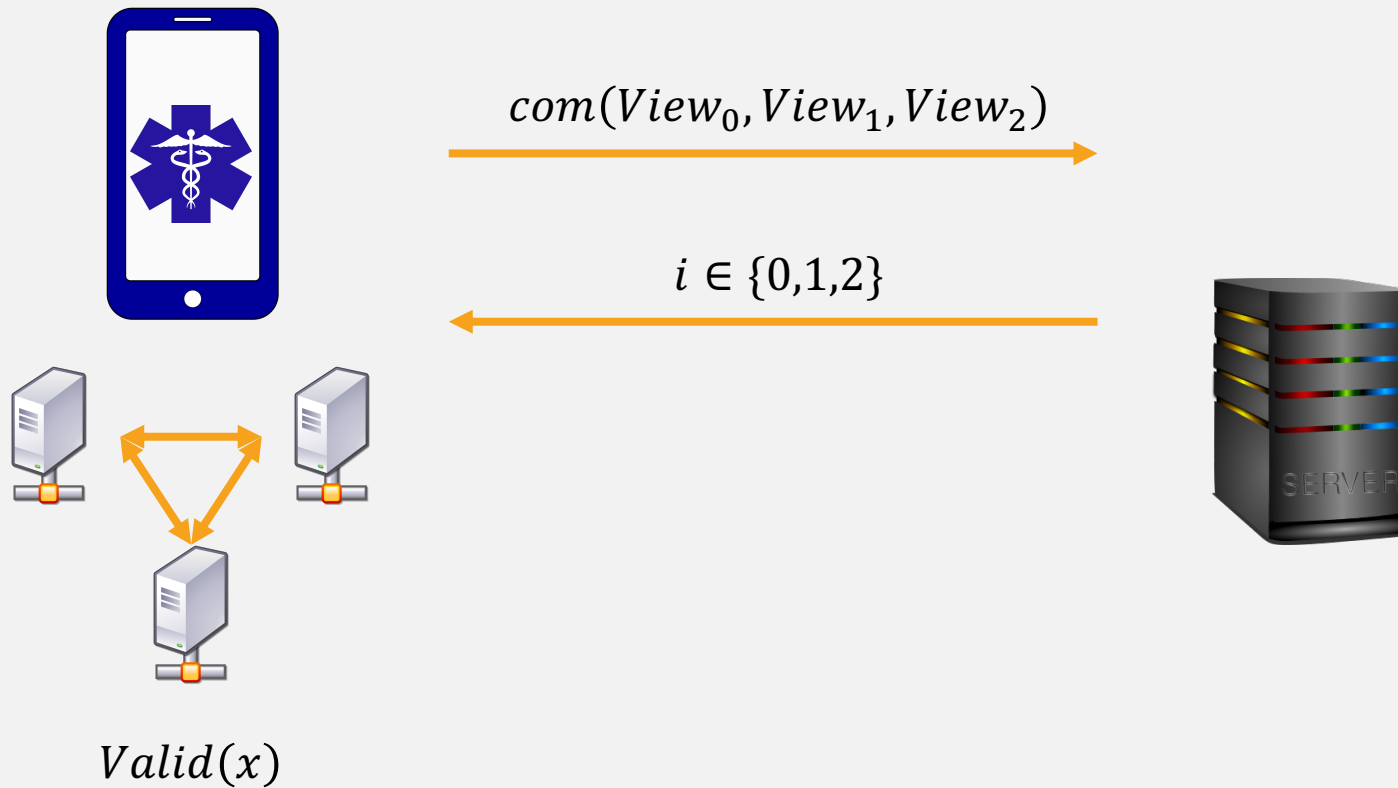 com(View₀, View₁, View₂)
i ∈ {0,1,2}
SERVER
Valid(x)